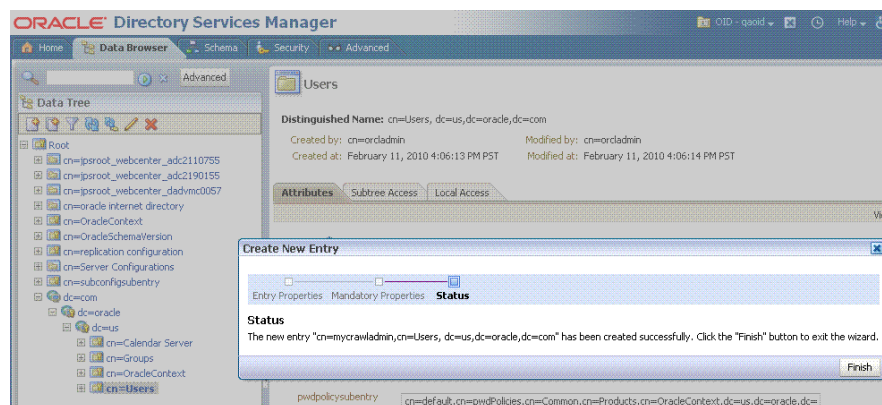 ORACLE Directory Services Manager
OID - qaoid
Help
Home
Data Browser
Schema
Security
Advanced
Advanced
Data Tree
Root
cn=jpsroot_webcenter_adc2110755
cn=jpsroot_webcenter_adc2190155
cn=jpsroot_webcenter_dadvmc0057
cn=oracle internet directory
cn=OracleContext
cn=OracleSchemaVersion
cn=replication configuration
cn=Server Configurations
cn=subconfigsubentry
dc=com
dc=oracle
dc=us
cn=Calendar Server
cn=Groups
cn=OracleContext
cn=Users
Users
Distinguished Name: cn=Users, dc=us,dc=oracle,dc=com
Created by: cn=orcladmin Modified by: cn=orcladmin
Created at: February 11, 2010 4:06:13 PM PST Modified at: February 11, 2010 4:06:14 PM PST
Attributes Subtree Access Local Access
Create New Entry
Entry Properties Mandatory Properties Status
Status
The new entry "cn=mycrawladmin,cn=Users, dc=us,dc=oracle,dc=com" has been created successfully. Click the "Finish" button to exit the wizard.
Finish
pwdpolicysubentry cn=default,cn=pwdPolicies,cn=Common,cn=Products,cn=OracleContext,dc=us,dc=oracle,dc=